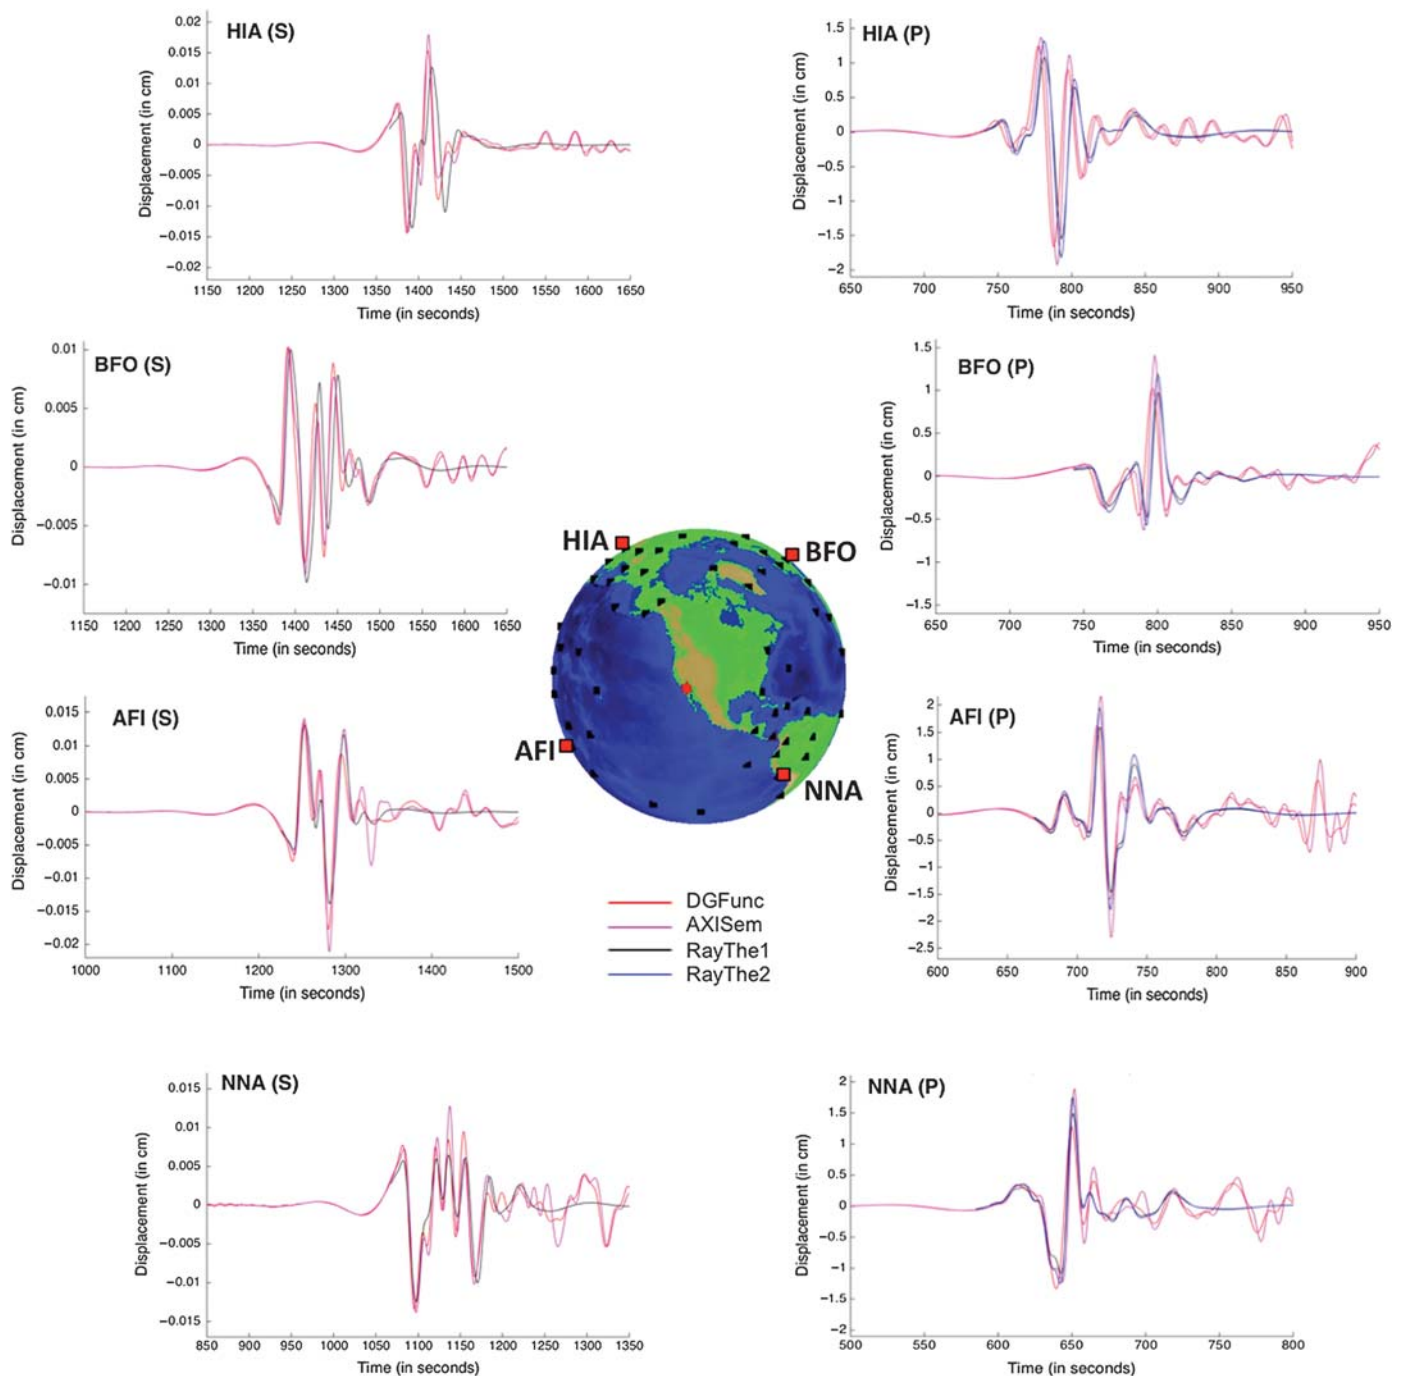 HIA (S)
Displacement (in cm)
0.02
0.015
0.01
0.005
0
−0.005
−0.01
−0.015
−0.02
1150 1200 1250 1300 1350 1400 1450 1500 1550 1600 1650
Time (in seconds)
HIA (P)
Displacement (in cm)
1.5
1
0.5
0
−0.5
−1
−1.5
−2
650 700 750 800 850 900 950
Time (in seconds)
BFO (S)
Displacement (in cm)
0.01
0.005
0
−0.005
−0.01
1150 1200 1250 1300 1350 1400 1450 1500 1550 1600 1650
Time (in seconds)
BFO (P)
Displacement (in cm)
1.5
1
0.5
0
−0.5
−1
−1.5
650 700 750 800 850 900 950
Time (in seconds)
HIA
BFO
AFI
NNA
AFI (S)
Displacement (in cm)
0.015
0.01
0.005
0
−0.005
−0.01
−0.015
−0.02
1000 1100 1200 1300 1400 1500
Time (in seconds)
DGFunc
AXISem
RayThe1
RayThe2
AFI (P)
Displacement (in cm)
2
1.5
1
0.5
0
−0.5
−1
−1.5
−2
−2.5
600 650 700 750 800 850 900
Time (in seconds)
NNA (S)
Displacement (in cm)
0.015
0.01
0.005
0
−0.005
−0.01
−0.015
850 900 950 1000 1050 1100 1150 1200 1250 1300 1350
Time (in seconds)
NNA (P)
Displacement (in cm)
2
1.5
1
0.5
0
−0.5
−1
−1.5
−2
500 550 600 650 700 750 800
Time (in seconds)